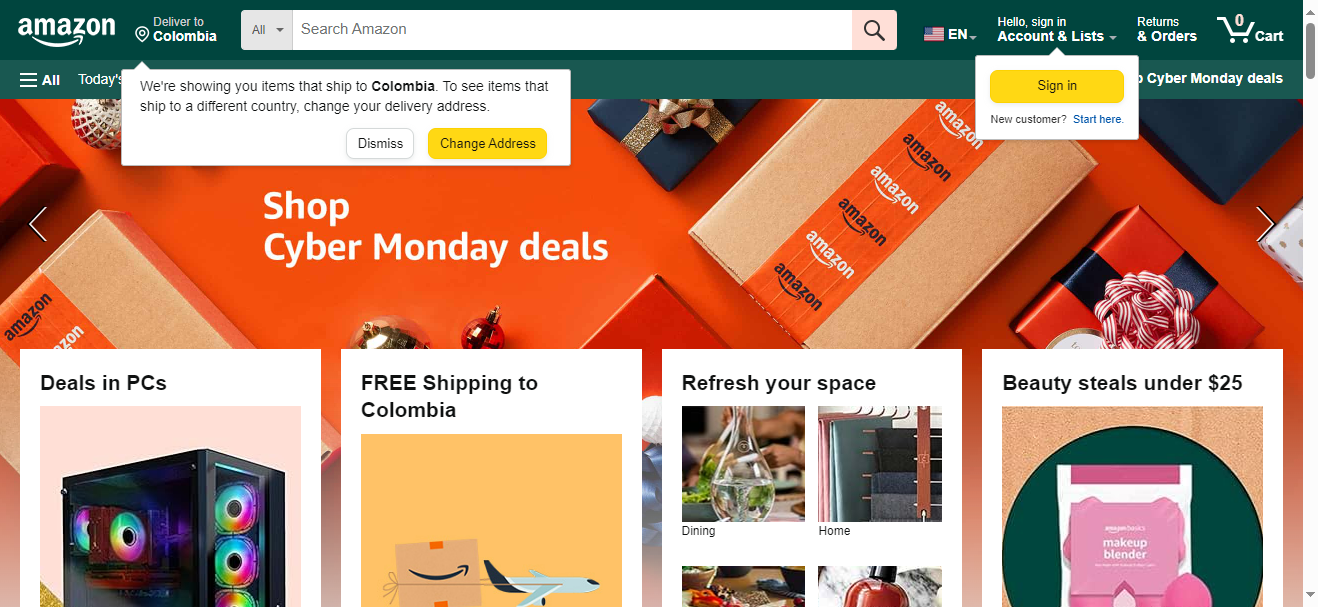 amazon
Deliver to
Colombia
All
Search Amazon
EN
Hello, sign in
Account & Lists
Returns
& Orders
0
Cart
All
Today's
We're showing you items that ship to Colombia. To see items that
ship to a different country, change your delivery address.
Dismiss
Change Address
Sign in
New customer? Start here.
Cyber Monday deals
Shop
Cyber Monday deals
amazon
amazon
amazon
amazon
amazon
amazon
amazon
Deals in PCs
FREE Shipping to
Colombia
Refresh your space
Dining
Home
Beauty steals under $25
amazon basics
makeup
blender